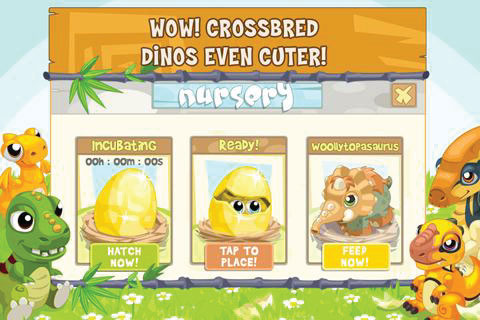 WOW! CROSSBRED
DINOS EVEN CUTER!
nursery
Incubating
00h : 00m : 00s
HATCH
NOW!
Ready!
TAP TO
PLACE!
WOOLLYTOPASAURUS
FEED
NOW!